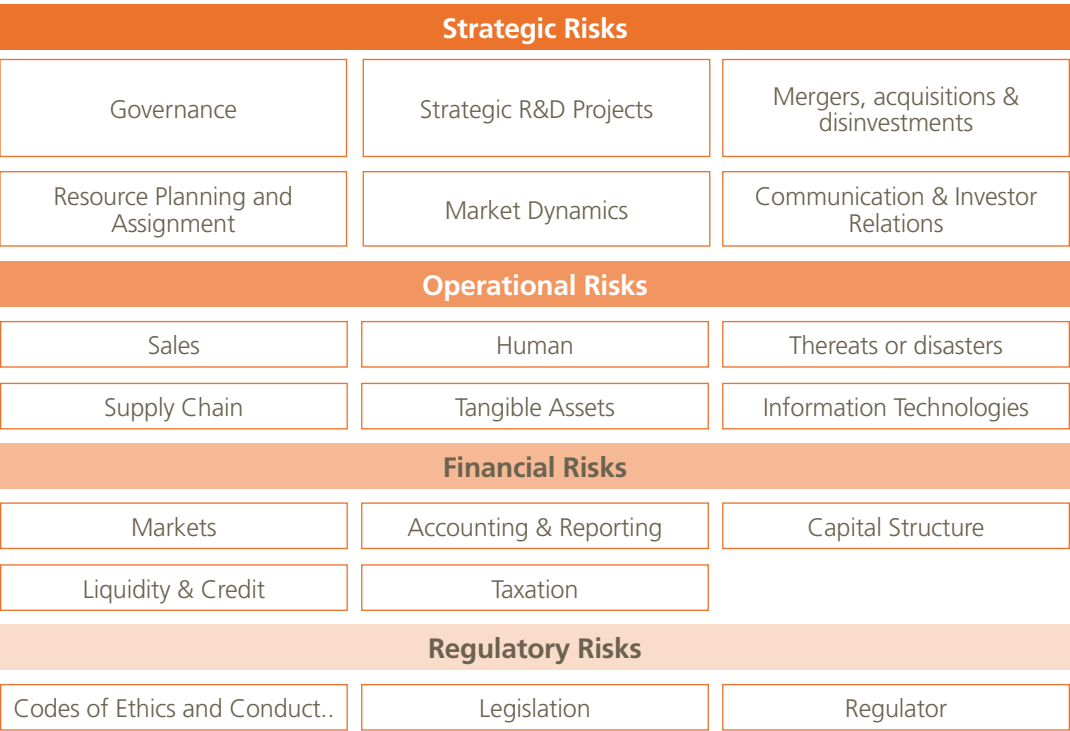 Strategic Risks
Governance
Strategic R&D Projects
Mergers, acquisitions &
disinvestments
Resource Planning and
Assignment
Market Dynamics
Communication & Investor
Relations
Operational Risks
Sales
Human
Thereats or disasters
Supply Chain
Tangible Assets
Information Technologies
Financial Risks
Markets
Accounting & Reporting
Capital Structure
Liquidity & Credit
Taxation
Regulatory Risks
Codes of Ethics and Conduct..
Legislation
Regulator